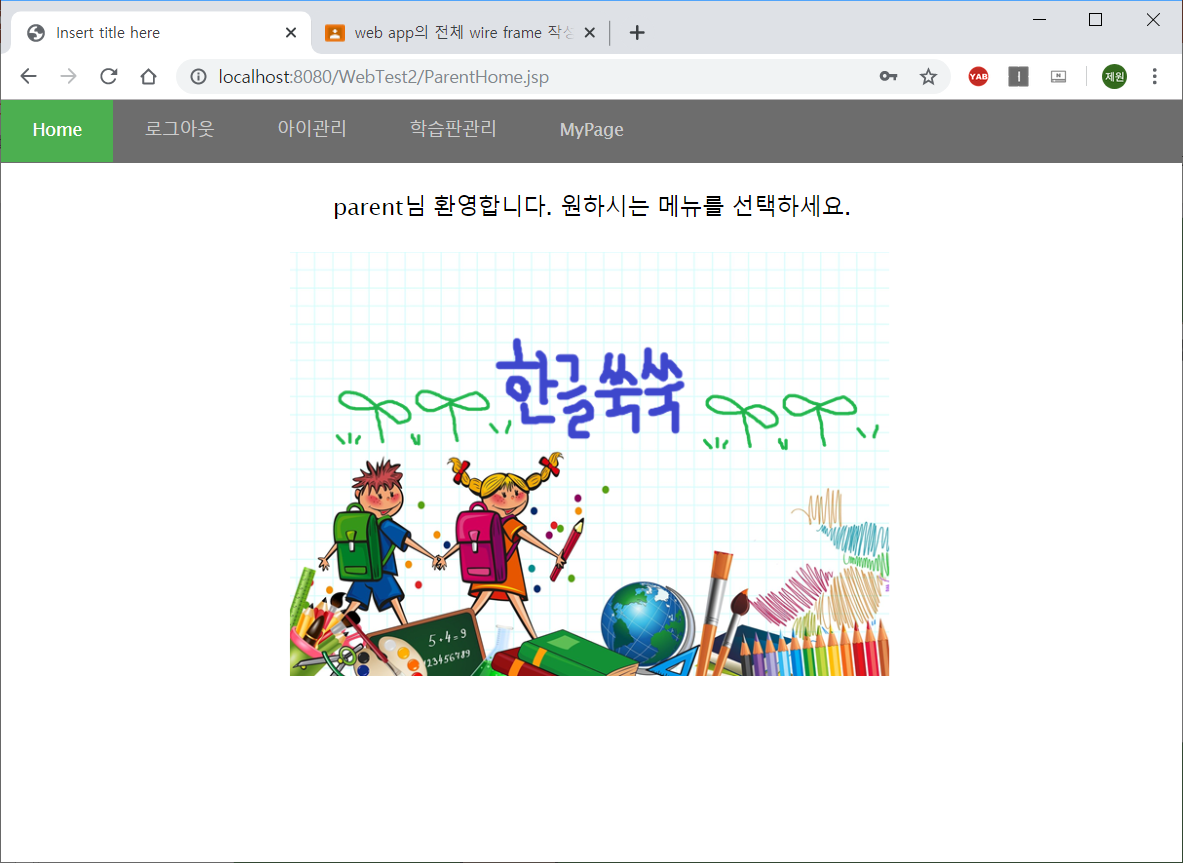 Insert title here
web app의 전체 wire frame 작성
localhost:8080/WebTest2/ParentHome.jsp
YAB
제원
Home 로그아웃 아이관리 학습판관리 MyPage
parent님 환영합니다. 원하시는 메뉴를 선택하세요.
한글쑥쑥
5+4=9
123456789